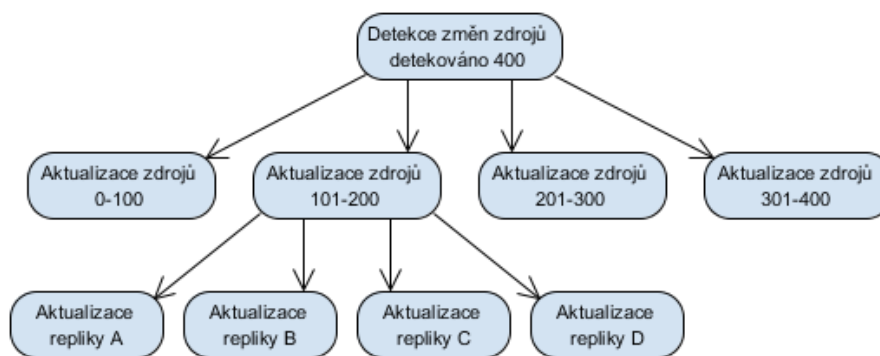 Detekce změn zdrojů
detekováno 400
Aktualizace zdrojů
0-100
Aktualizace zdrojů
101-200
Aktualizace zdrojů
201-300
Aktualizace zdrojů
301-400
Aktualizace
repliky A
Aktualizace
repliky B
Aktualizace
repliky C
Aktualizace
repliky D